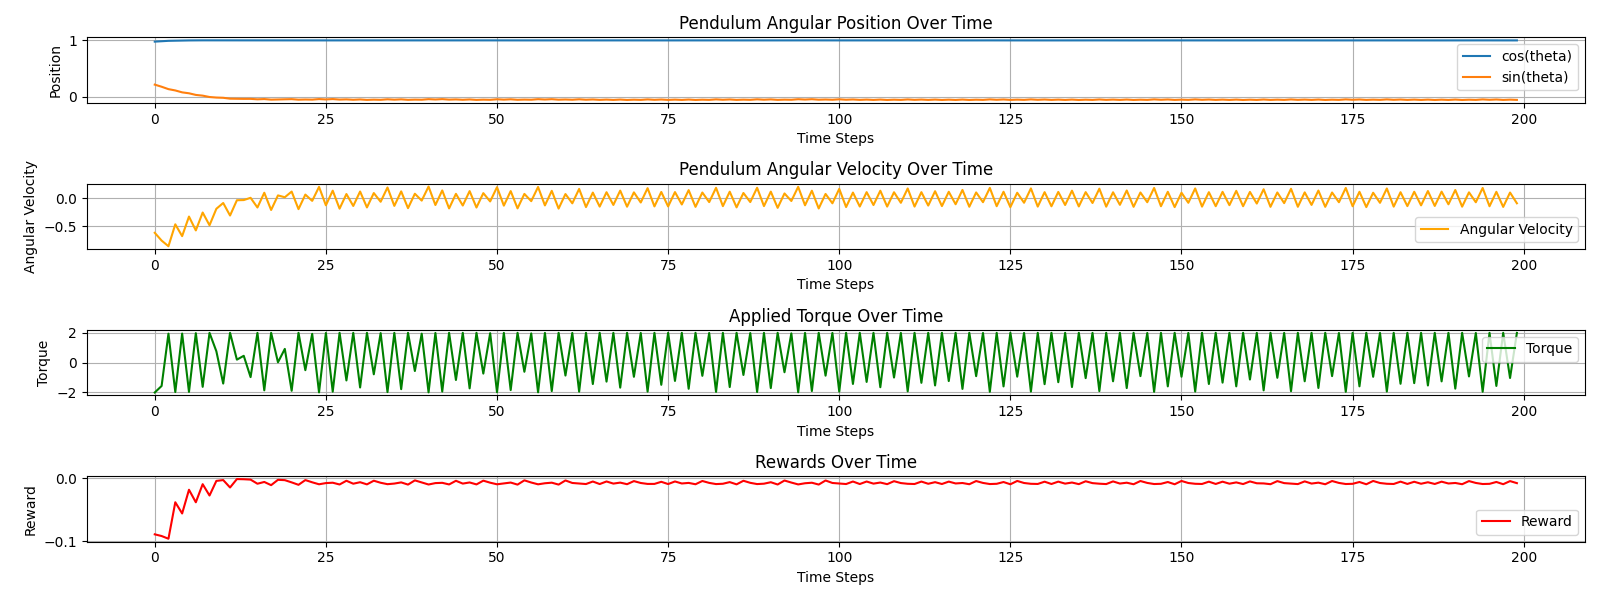 Pendulum Angular Position Over Time
Position
1
0
cos(theta)
sin(theta)
0 25 50 75 100 125 150 175 200
Time Steps
Pendulum Angular Velocity Over Time
Angular Velocity
0.0
−0.5
Angular Velocity
0 25 50 75 100 125 150 175 200
Time Steps
Applied Torque Over Time
Torque
2
0
−2
Torque
0 25 50 75 100 125 150 175 200
Time Steps
Rewards Over Time
Reward
0.0
−0.1
Reward
0 25 50 75 100 125 150 175 200
Time Steps